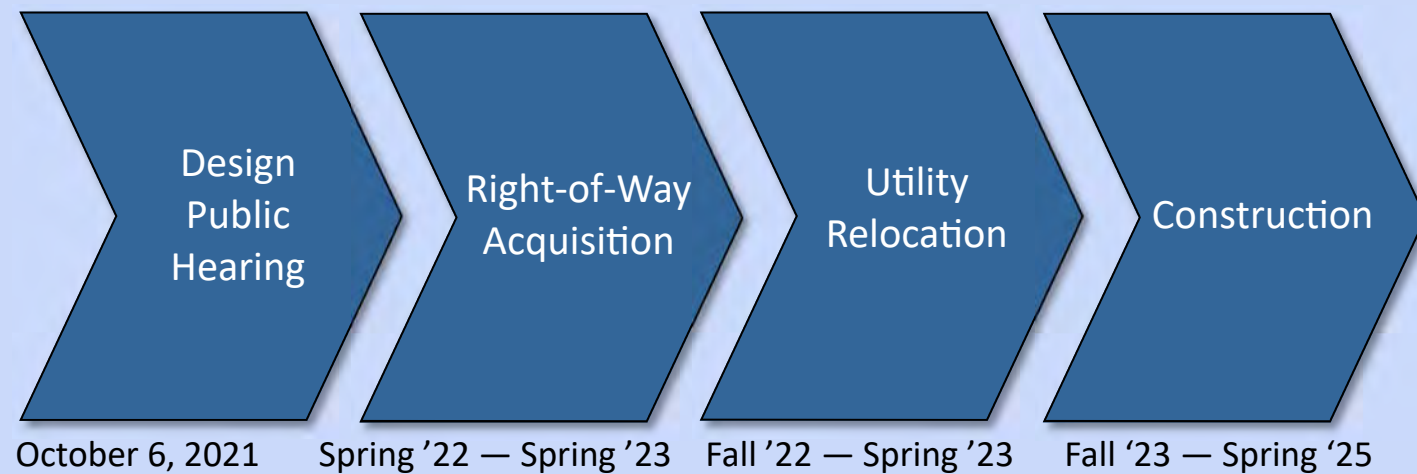 Design
Public
Hearing
Right-of-Way
Acquisition
Utility
Relocation
Construction
October 6, 2021
Spring ’22 — Spring ’23
Fall ’22 — Spring ’23
Fall ‘23 — Spring ‘25